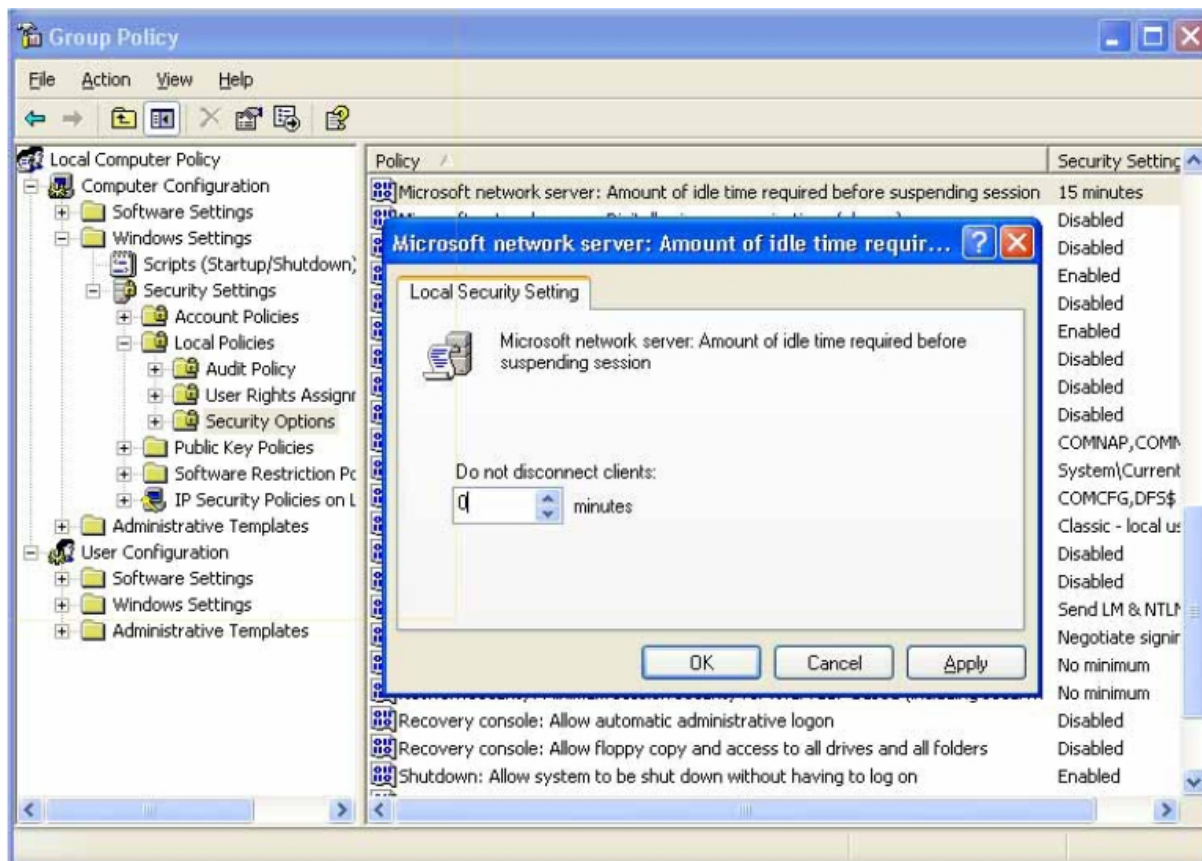 Group Policy
File Action View Help
Local Computer Policy
Computer Configuration
Software Settings
Windows Settings
Scripts (Startup/Shutdown)
Security Settings
Account Policies
Local Policies
Audit Policy
User Rights Assignm
Security Options
Public Key Policies
Software Restriction Po
IP Security Policies on L
Administrative Templates
User Configuration
Software Settings
Windows Settings
Administrative Templates
Policy Security Setting
Microsoft network server: Amount of idle time required before suspending session 15 minutes
Disabled
Disabled
Enabled
Disabled
Enabled
Disabled
Disabled
Disabled
COMNAP,COMN
System\Current
COMCFG,DFS$
Classic - local us
Disabled
Disabled
Send LM & NTLM
Negotiate signin
No minimum
No minimum
Recovery console: Allow automatic administrative logon Disabled
Recovery console: Allow floppy copy and access to all drives and all folders Disabled
Shutdown: Allow system to be shut down without having to log on Enabled
Microsoft network server: Amount of idle time requir...
Local Security Setting
Microsoft network server: Amount of idle time required before
suspending session
Do not disconnect clients:
0 minutes
OK Cancel Apply